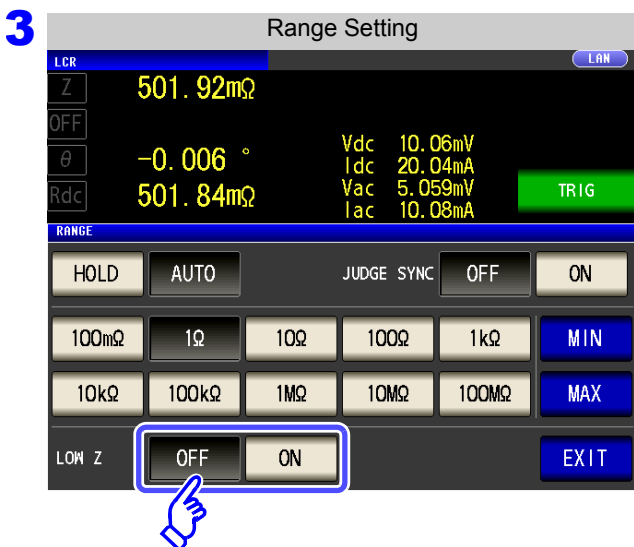 3
Range Setting
LCR
LAN
Z 501.92mΩ
OFF
θ -0.006 °
Rdc 501.84mΩ
Vdc 10.06mV
Idc 20.04mA
Vac 5.059mV
Iac 10.08mA
TRIG
RANGE
HOLD AUTO JUDGE SYNC OFF ON
100mΩ 1Ω 10Ω 100Ω 1kΩ MIN
10kΩ 100kΩ 1MΩ 10MΩ 100MΩ MAX
LOW Z OFF ON EXIT